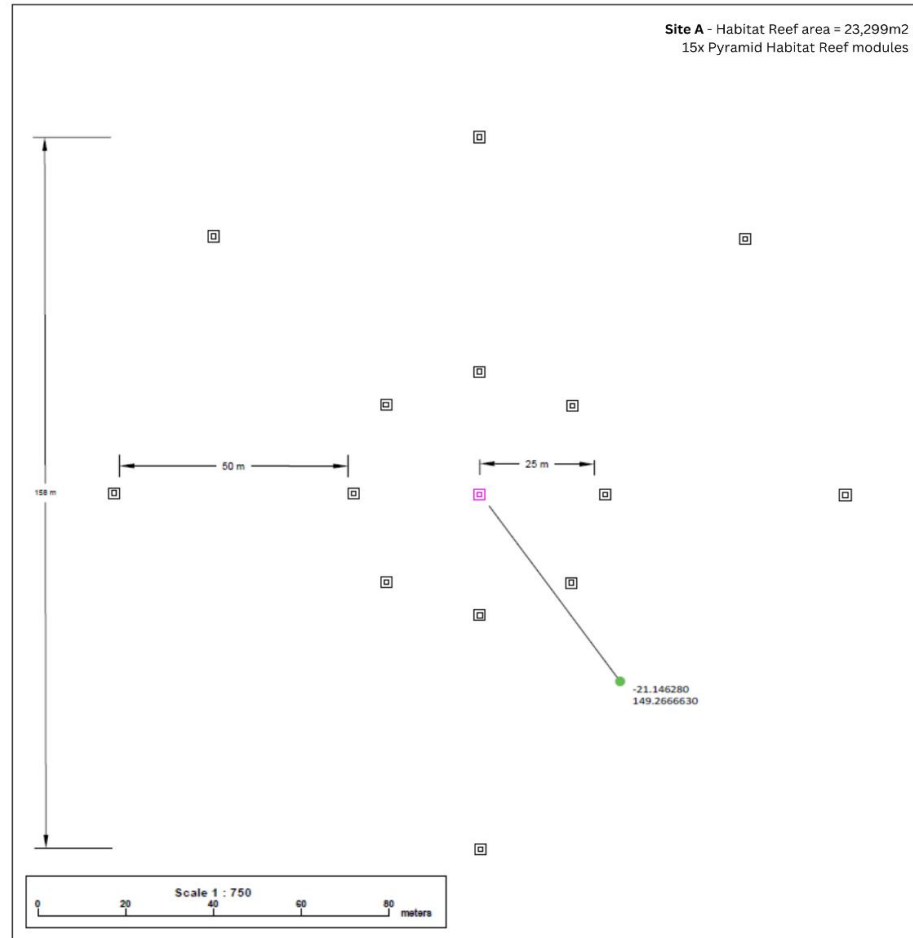 Site A - Habitat Reef area = 23,299m2
15x Pyramid Habitat Reef modules
50 m
25 m
158 m
-21.146280
149.2666630
Scale 1 : 750
0 20 40 60 80 meters